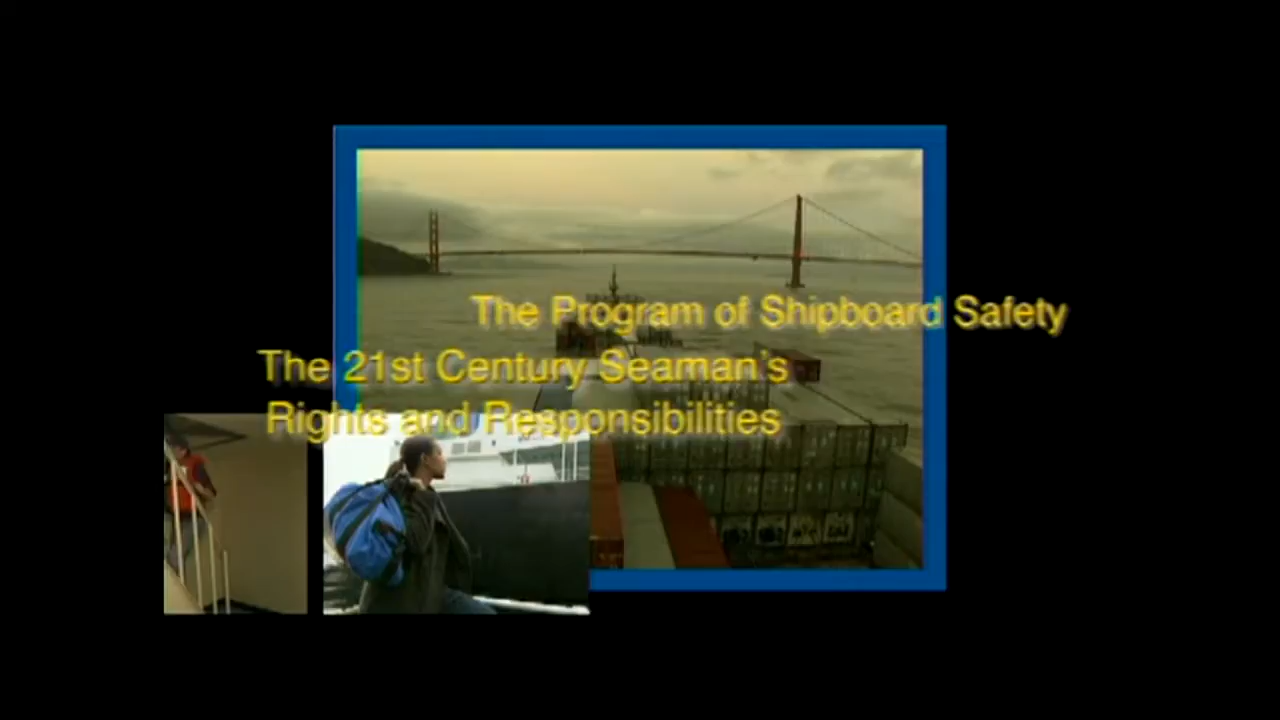 The Program of Shipboard Safety
The 21st Century Seaman's
Rights and Responsibilities